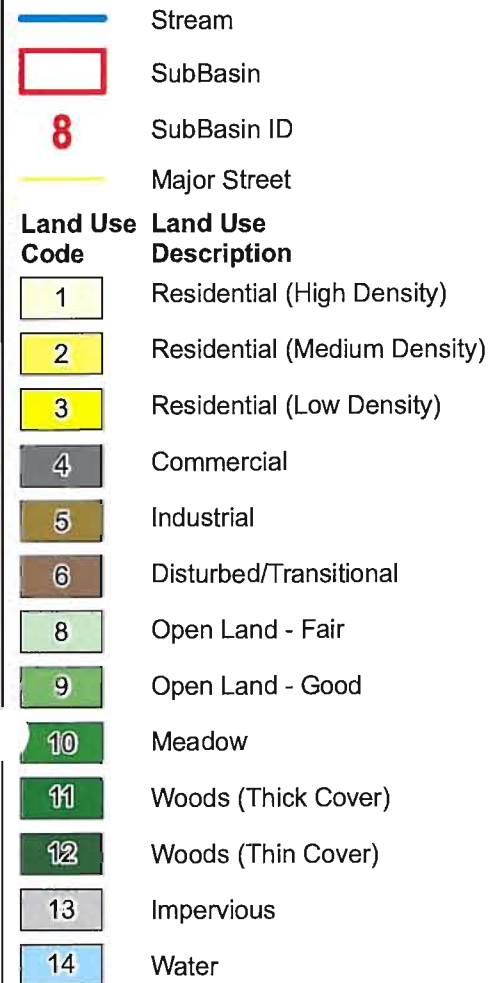 Stream
SubBasin
8 SubBasin ID
Major Street
Land Use Land Use
Code Description
1 Residential (High Density)
2 Residential (Medium Density)
3 Residential (Low Density)
4 Commercial
5 Industrial
6 Disturbed/Transitional
8 Open Land - Fair
9 Open Land - Good
10 Meadow
11 Woods (Thick Cover)
12 Woods (Thin Cover)
13 Impervious
14 Water